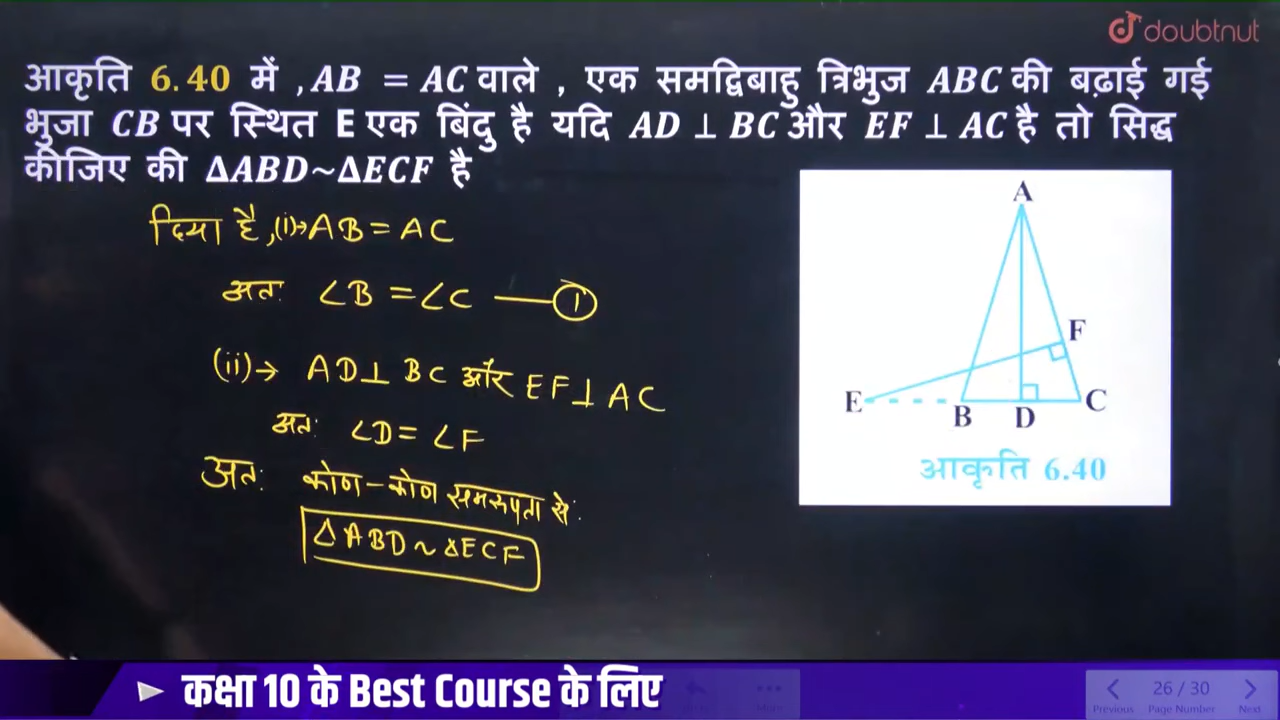 doubtnut
आकृति 6.40 में , AB = AC वाले , एक समद्विबाहु त्रिभुज ABC की बढ़ाई गई
भुजा CB पर स्थित E एक बिंदु है यदि AD ⊥ BC और EF ⊥ AC है तो सिद्ध
कीजिए की ΔABD~ΔECF है
दिया है, (i)→ AB = AC
अतः ∠B = ∠C — ①
(ii)→ AD⊥ BC और EF⊥ AC
अतः ∠D = ∠F
अतः कोण-कोण समरूपता से:
Δ ABD ~ ΔECF
A
F
E
B
D
C
आकृति 6.40
कक्षा 10 के Best Course के लिए
26 / 30
Previous Page Number Next